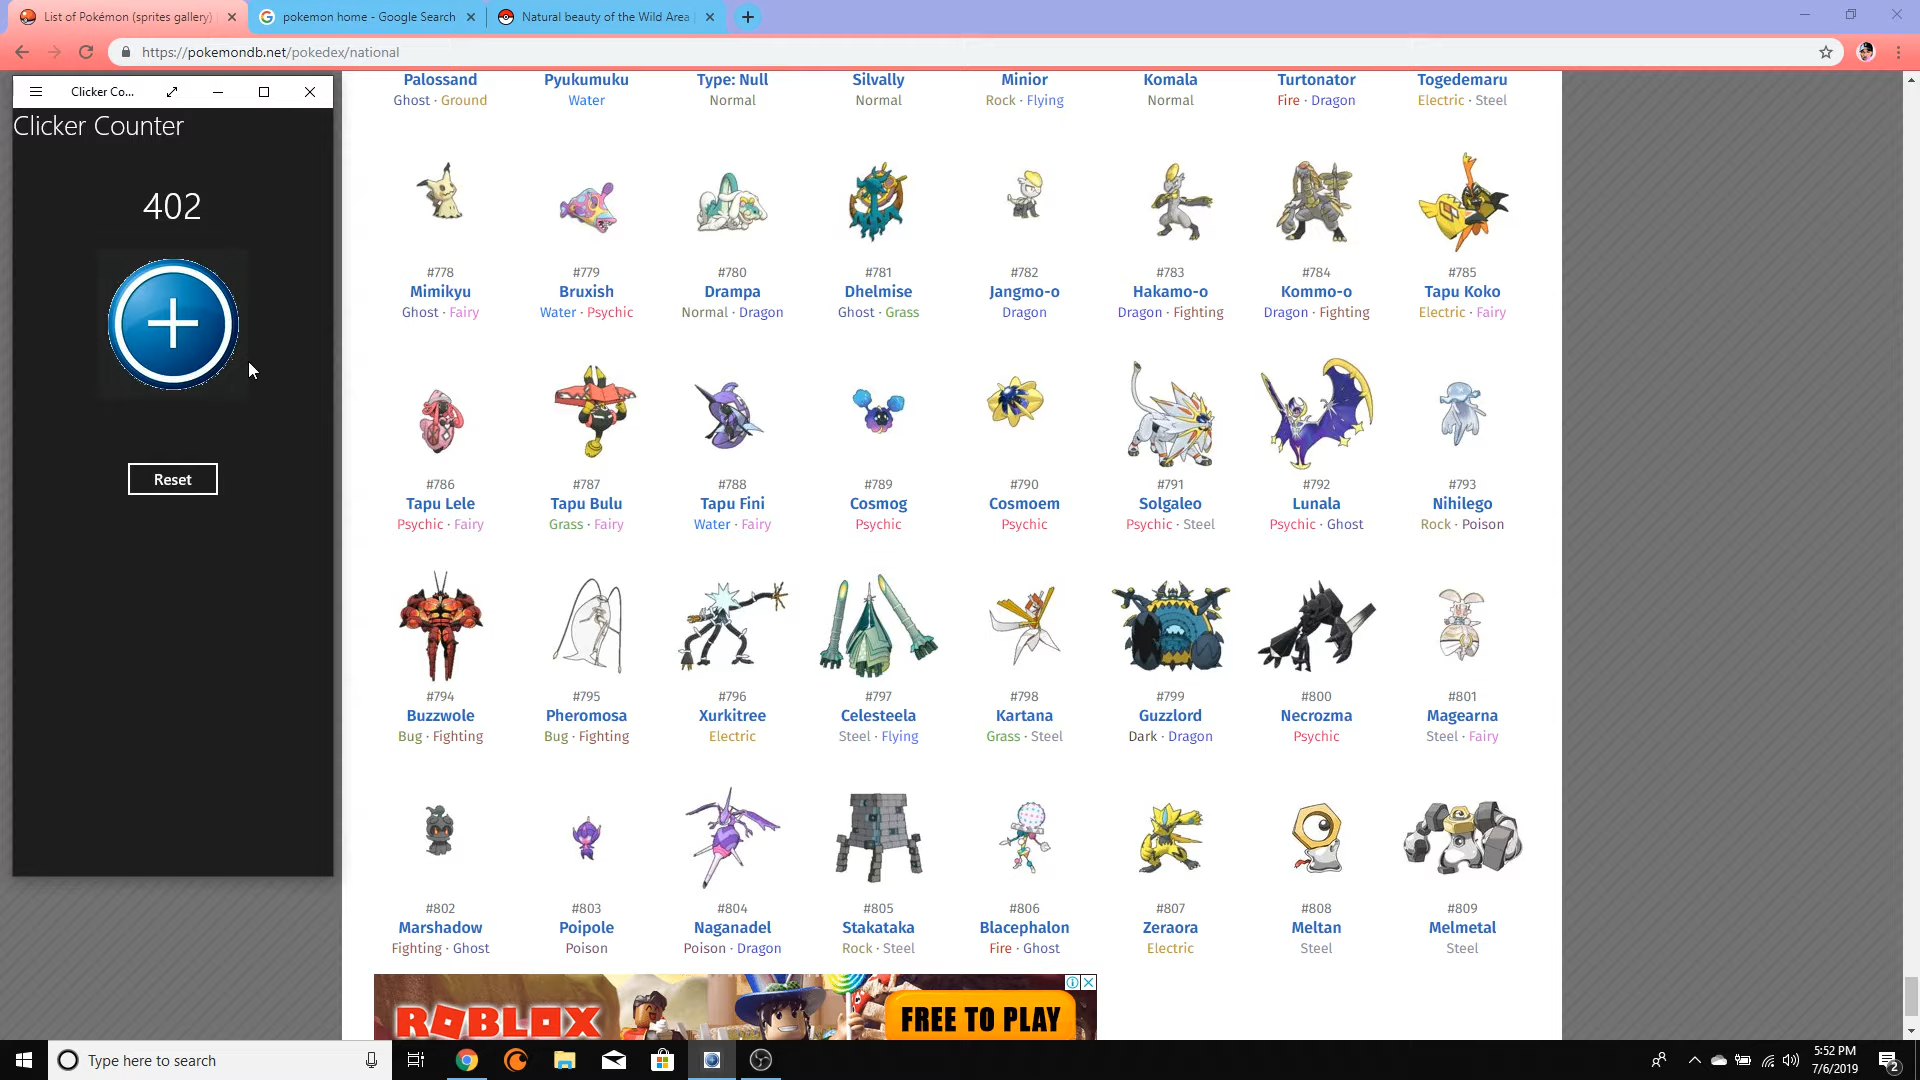 List of Pokémon (sprites gallery)
pokemon home - Google Search
Natural beauty of the Wild Area
https://pokemondb.net/pokedex/national
Clicker Co...
Clicker Counter
402
Reset
Palossand Pyukumuku Type: Null Silvally Minior Komala Turtonator Togedemaru
Ghost · Ground Water Normal Normal Rock · Flying Normal Fire · Dragon Electric · Steel
#778 #779 #780 #781 #782 #783 #784 #785
Mimikyu Bruxish Drampa Dhelmise Jangmo-o Hakamo-o Kommo-o Tapu Koko
Ghost · Fairy Water · Psychic Normal · Dragon Ghost · Grass Dragon Dragon · Fighting Dragon · Fighting Electric · Fairy
#786 #787 #788 #789 #790 #791 #792 #793
Tapu Lele Tapu Bulu Tapu Fini Cosmog Cosmoem Solgaleo Lunala Nihilego
Psychic · Fairy Grass · Fairy Water · Fairy Psychic Psychic Psychic · Steel Psychic · Ghost Rock · Poison
#794 #795 #796 #797 #798 #799 #800 #801
Buzzwole Pheromosa Xurkitree Celesteela Kartana Guzzlord Necrozma Magearna
Bug · Fighting Bug · Fighting Electric Steel · Flying Grass · Steel Dark · Dragon Psychic Steel · Fairy
#802 #803 #804 #805 #806 #807 #808 #809
Marshadow Poipole Naganadel Stakataka Blacephalon Zeraora Meltan Melmetal
Fighting · Ghost Poison Poison · Dragon Rock · Steel Fire · Ghost Electric Steel Steel
ROBLOX FREE TO PLAY
Type here to search
5:52 PM
7/6/2019
2